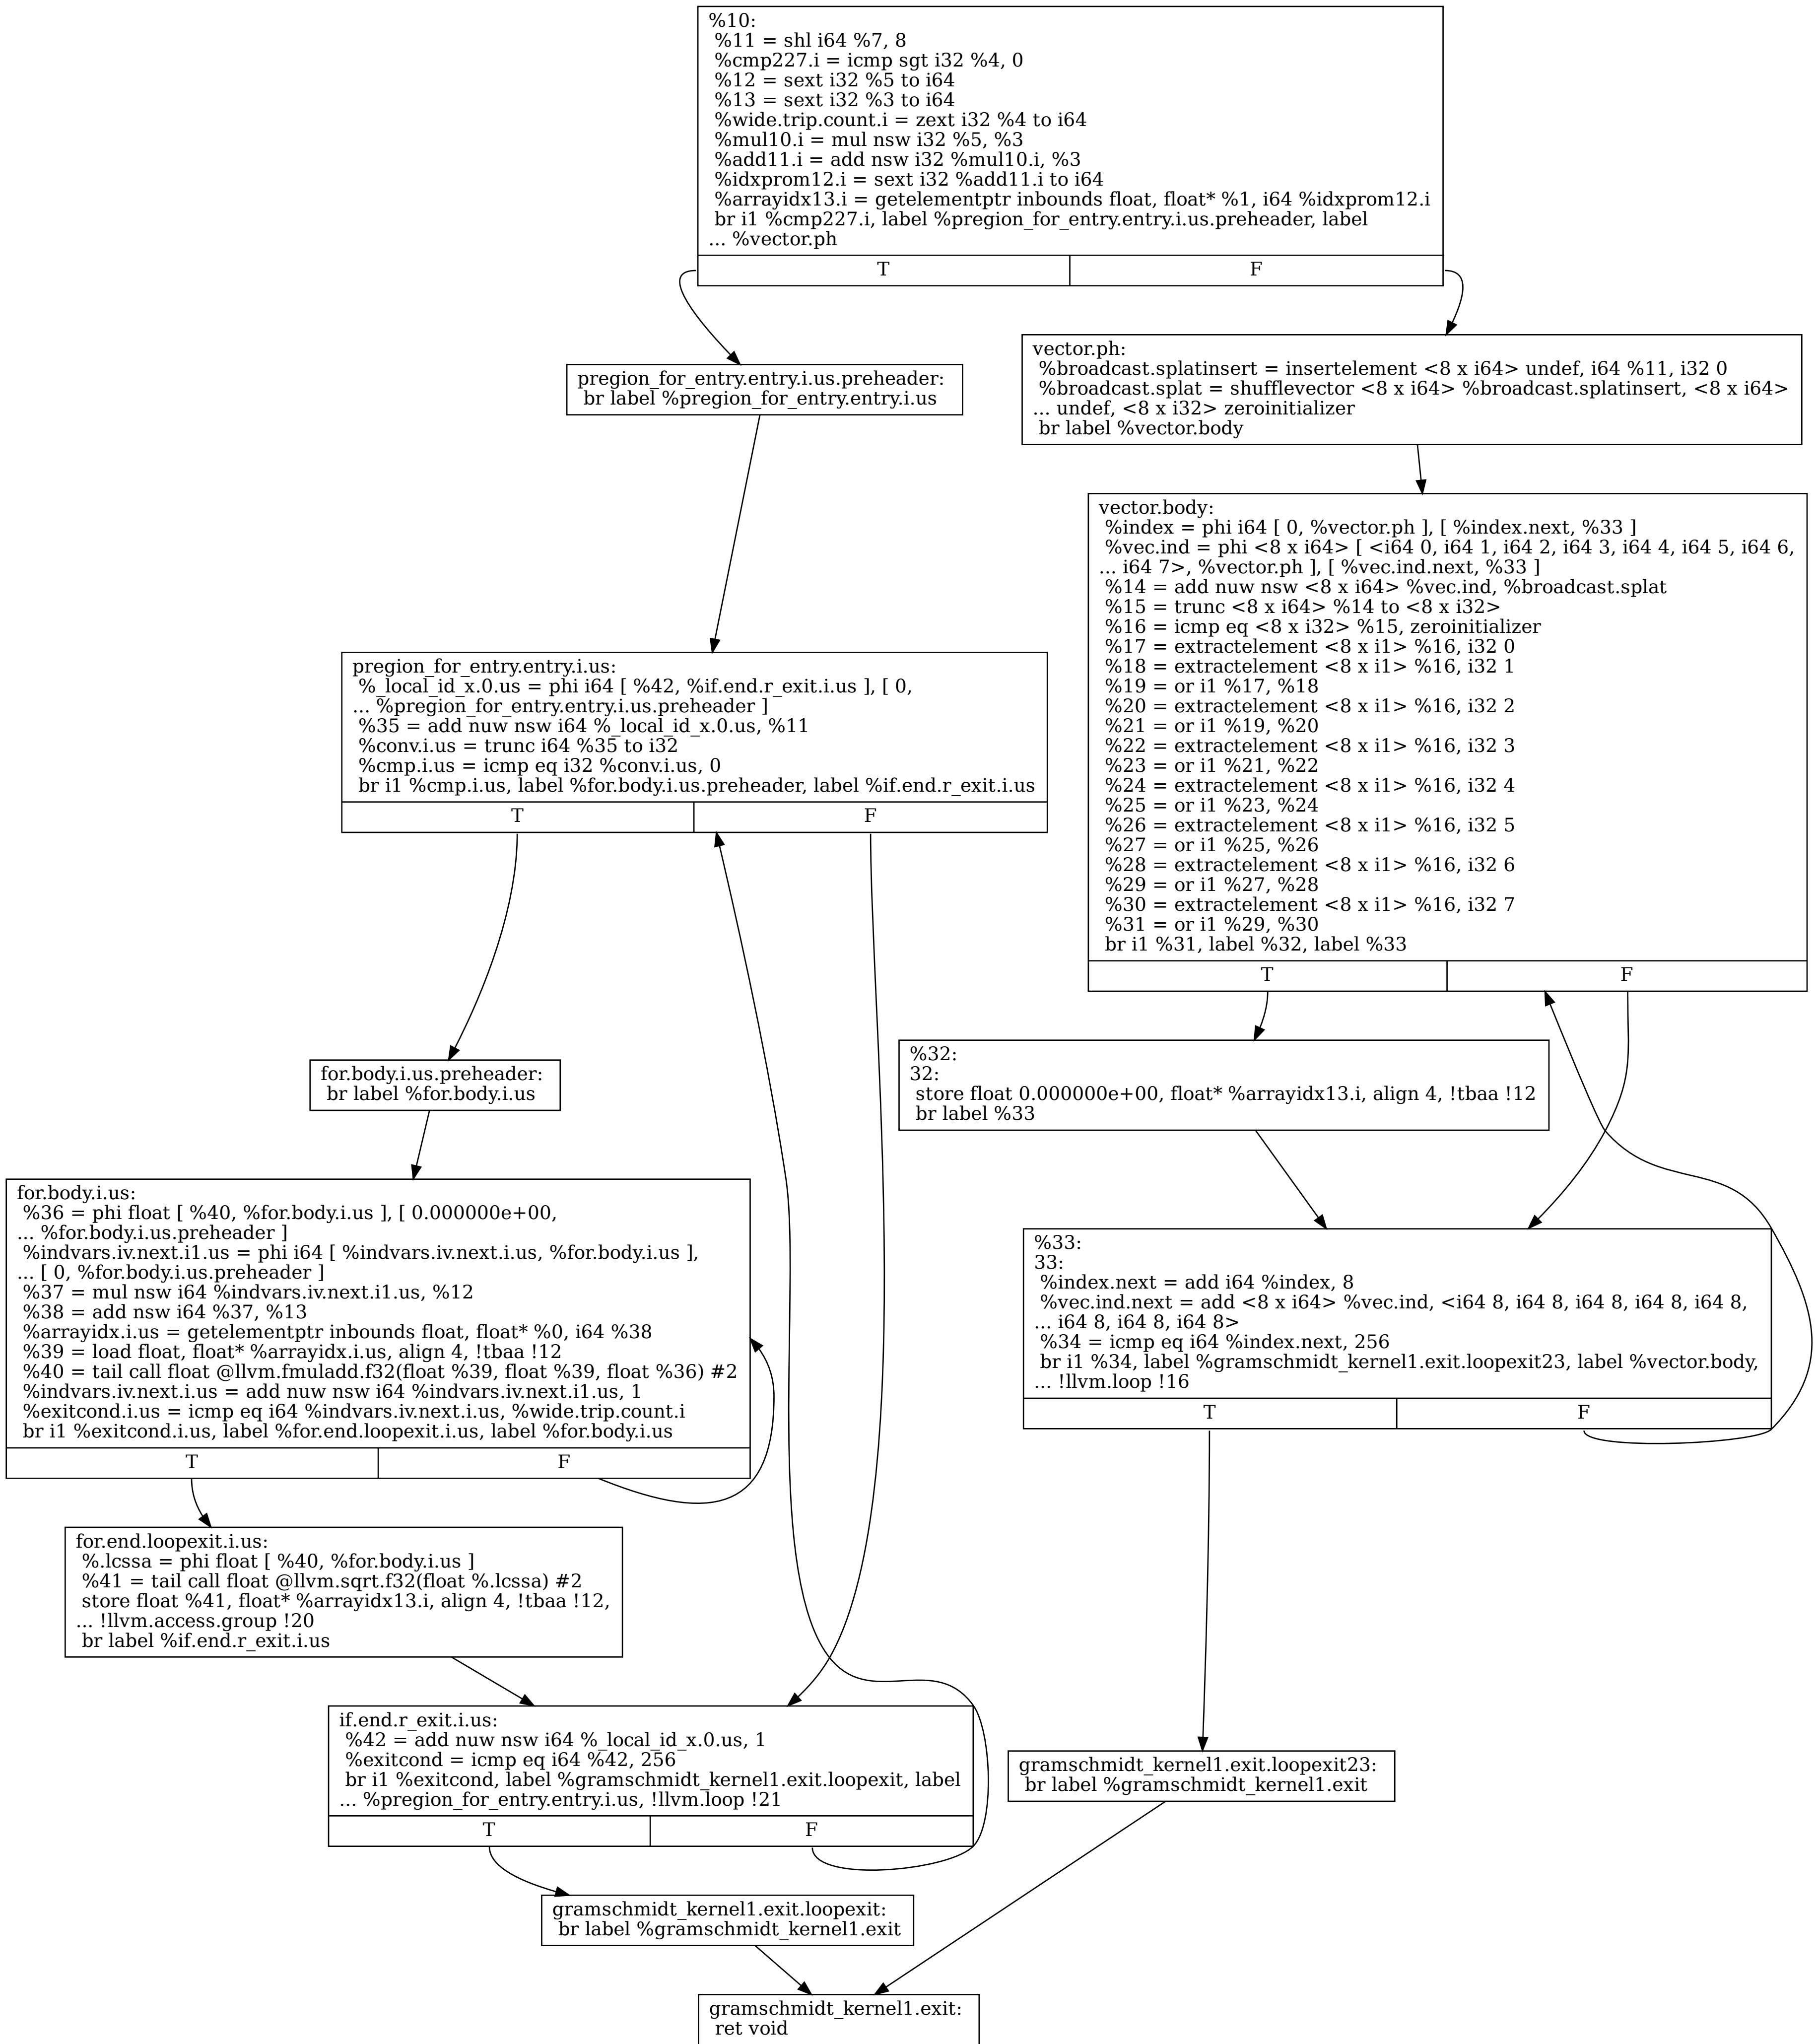 %10:
%11 = shl i64 %7, 8
%cmp227.i = icmp sgt i32 %4, 0
%12 = sext i32 %5 to i64
%13 = sext i32 %3 to i64
%wide.trip.count.i = zext i32 %4 to i64
%mul10.i = mul nsw i32 %5, %3
%add11.i = add nsw i32 %mul10.i, %3
%idxprom12.i = sext i32 %add11.i to i64
%arrayidx13.i = getelementptr inbounds float, float* %1, i64 %idxprom12.i
br i1 %cmp227.i, label %pregion_for_entry.entry.i.us.preheader, label
... %vector.ph
T
F
pregion_for_entry.entry.i.us.preheader:
br label %pregion_for_entry.entry.i.us
vector.ph:
%broadcast.splatinsert = insertelement <8 x i64> undef, i64 %11, i32 0
%broadcast.splat = shufflevector <8 x i64> %broadcast.splatinsert, <8 x i64>
... undef, <8 x i32> zeroinitializer
br label %vector.body
vector.body:
%index = phi i64 [ 0, %vector.ph ], [ %index.next, %33 ]
%vec.ind = phi <8 x i64> [ <i64 0, i64 1, i64 2, i64 3, i64 4, i64 5, i64 6,
... i64 7>, %vector.ph ], [ %vec.ind.next, %33 ]
%14 = add nuw nsw <8 x i64> %vec.ind, %broadcast.splat
%15 = trunc <8 x i64> %14 to <8 x i32>
%16 = icmp eq <8 x i32> %15, zeroinitializer
%17 = extractelement <8 x i1> %16, i32 0
%18 = extractelement <8 x i1> %16, i32 1
%19 = or i1 %17, %18
%20 = extractelement <8 x i1> %16, i32 2
%21 = or i1 %19, %20
%22 = extractelement <8 x i1> %16, i32 3
%23 = or i1 %21, %22
%24 = extractelement <8 x i1> %16, i32 4
%25 = or i1 %23, %24
%26 = extractelement <8 x i1> %16, i32 5
%27 = or i1 %25, %26
%28 = extractelement <8 x i1> %16, i32 6
%29 = or i1 %27, %28
%30 = extractelement <8 x i1> %16, i32 7
%31 = or i1 %29, %30
br i1 %31, label %32, label %33
T
F
pregion_for_entry.entry.i.us:
%_local_id_x.0.us = phi i64 [ %42, %if.end.r_exit.i.us ], [ 0,
... %pregion_for_entry.entry.i.us.preheader ]
%35 = add nuw nsw i64 %_local_id_x.0.us, %11
%conv.i.us = trunc i64 %35 to i32
%cmp.i.us = icmp eq i32 %conv.i.us, 0
br i1 %cmp.i.us, label %for.body.i.us.preheader, label %if.end.r_exit.i.us
T
F
%32:
32:
store float 0.000000e+00, float* %arrayidx13.i, align 4, !tbaa !12
br label %33
for.body.i.us.preheader:
br label %for.body.i.us
for.body.i.us:
%36 = phi float [ %40, %for.body.i.us ], [ 0.000000e+00,
... %for.body.i.us.preheader ]
%indvars.iv.next.i1.us = phi i64 [ %indvars.iv.next.i.us, %for.body.i.us ],
... [ 0, %for.body.i.us.preheader ]
%37 = mul nsw i64 %indvars.iv.next.i1.us, %12
%38 = add nsw i64 %37, %13
%arrayidx.i.us = getelementptr inbounds float, float* %0, i64 %38
%39 = load float, float* %arrayidx.i.us, align 4, !tbaa !12
%40 = tail call float @llvm.fmuladd.f32(float %39, float %39, float %36) #2
%indvars.iv.next.i.us = add nuw nsw i64 %indvars.iv.next.i1.us, 1
%exitcond.i.us = icmp eq i64 %indvars.iv.next.i.us, %wide.trip.count.i
br i1 %exitcond.i.us, label %for.end.loopexit.i.us, label %for.body.i.us
T
F
%33:
33:
%index.next = add i64 %index, 8
%vec.ind.next = add <8 x i64> %vec.ind, <i64 8, i64 8, i64 8, i64 8, i64 8,
... i64 8, i64 8, i64 8>
%34 = icmp eq i64 %index.next, 256
br i1 %34, label %gramschmidt_kernel1.exit.loopexit23, label %vector.body,
... !llvm.loop !16
T
F
for.end.loopexit.i.us:
%.lcssa = phi float [ %40, %for.body.i.us ]
%41 = tail call float @llvm.sqrt.f32(float %.lcssa) #2
store float %41, float* %arrayidx13.i, align 4, !tbaa !12,
... !llvm.access.group !20
br label %if.end.r_exit.i.us
if.end.r_exit.i.us:
%42 = add nuw nsw i64 %_local_id_x.0.us, 1
%exitcond = icmp eq i64 %42, 256
br i1 %exitcond, label %gramschmidt_kernel1.exit.loopexit, label
... %pregion_for_entry.entry.i.us, !llvm.loop !21
T
F
gramschmidt_kernel1.exit.loopexit23:
br label %gramschmidt_kernel1.exit
gramschmidt_kernel1.exit.loopexit:
br label %gramschmidt_kernel1.exit
gramschmidt_kernel1.exit:
ret void